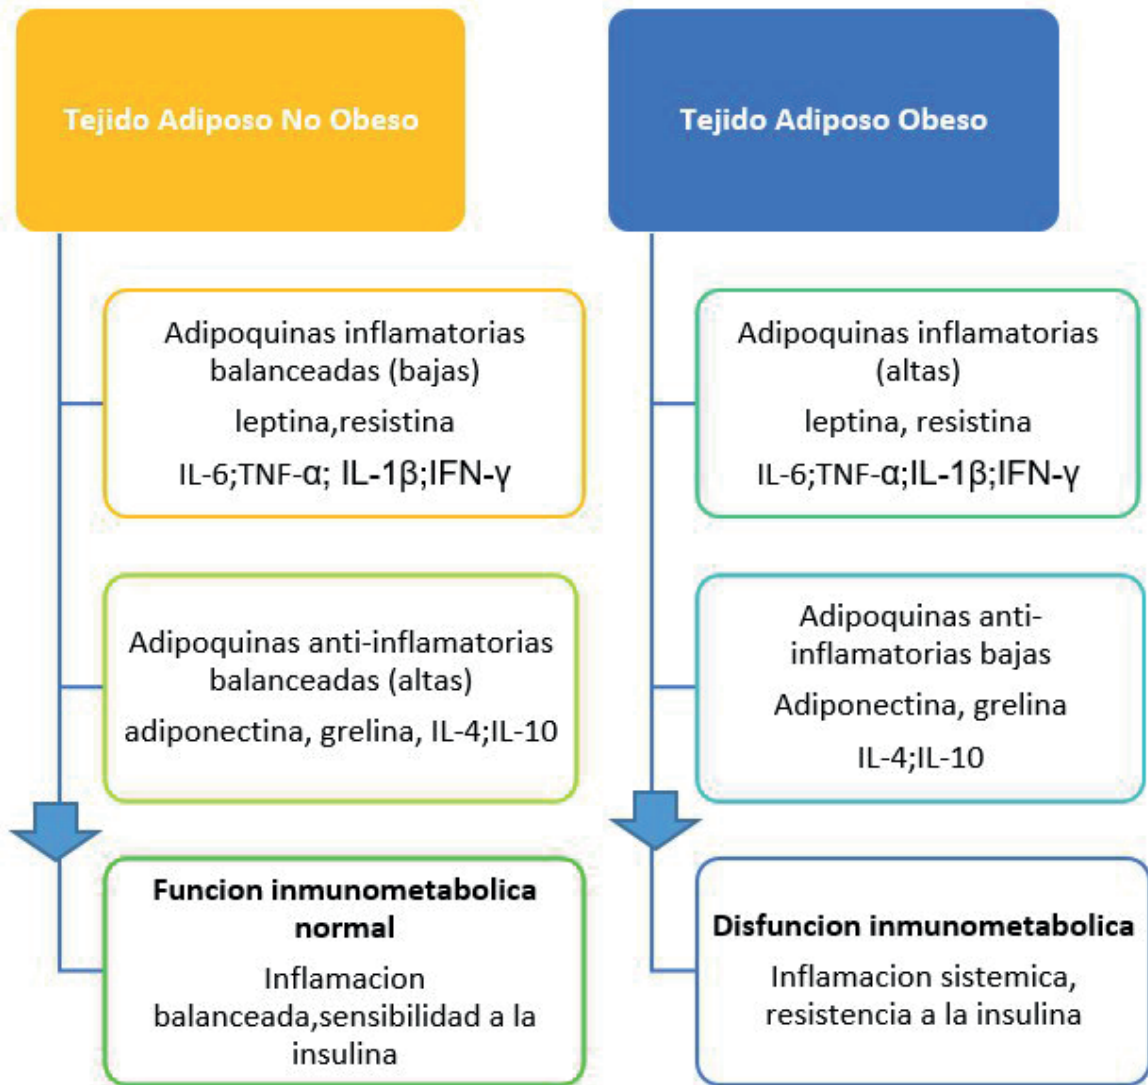 Tejido Adiposo No Obeso
Adipoquinas inflamatorias
balanceadas (bajas)
leptina,resistina
IL-6;TNF-α; IL-1β;IFN-γ
Adipoquinas anti-inflamatorias
balanceadas (altas)
adiponectina, grelina, IL-4;IL-10
Funcion inmunometabolica
normal
Inflamacion
balanceada,sensibilidad a la
insulina
Tejido Adiposo Obeso
Adipoquinas inflamatorias
(altas)
leptina, resistina
IL-6;TNF-α;IL-1β;IFN-γ
Adipoquinas anti-
inflamatorias bajas
Adiponectina, grelina
IL-4;IL-10
Disfuncion inmunometabolica
Inflamacion sistemica,
resistencia a la insulina